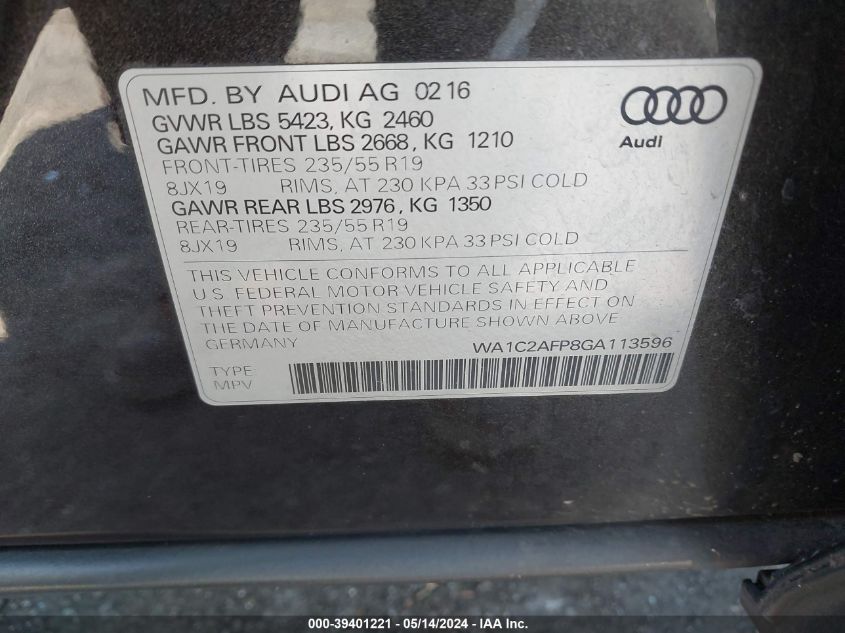 MFD. BY AUDI AG 02 16
GVWR LBS 5423, KG 2460
GAWR FRONT LBS 2668, KG 1210
FRONT-TIRES 235/55 R19
8JX19 RIMS, AT 230 KPA 33 PSI COLD
GAWR REAR LBS 2976, KG 1350
REAR-TIRES 235/55 R19
8JX19 RIMS, AT 230 KPA 33 PSI COLD
Audi
THIS VEHICLE CONFORMS TO ALL APPLICABLE
U.S. FEDERAL MOTOR VEHICLE SAFETY AND
THEFT PREVENTION STANDARDS IN EFFECT ON
THE DATE OF MANUFACTURE SHOWN ABOVE
GERMANY WA1C2AFP8GA113596
TYPE
MPV
000-39401221 - 05/14/2024 - IAA Inc.